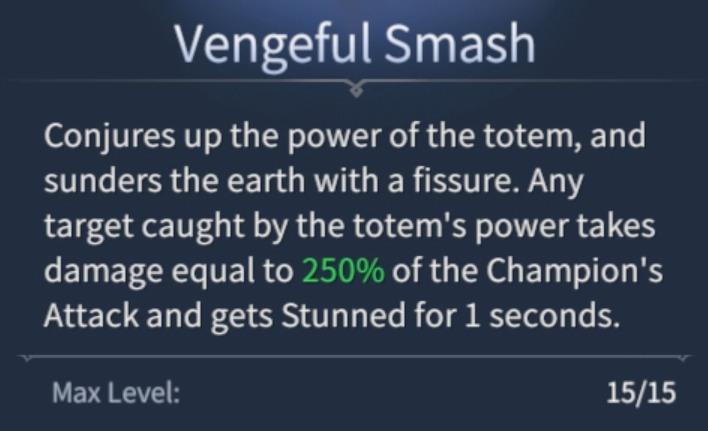 Vengeful Smash
Conjures up the power of the totem, and
sunders the earth with a fissure. Any
target caught by the totem's power takes
damage equal to 250% of the Champion's
Attack and gets Stunned for 1 seconds.
Max Level: 15/15